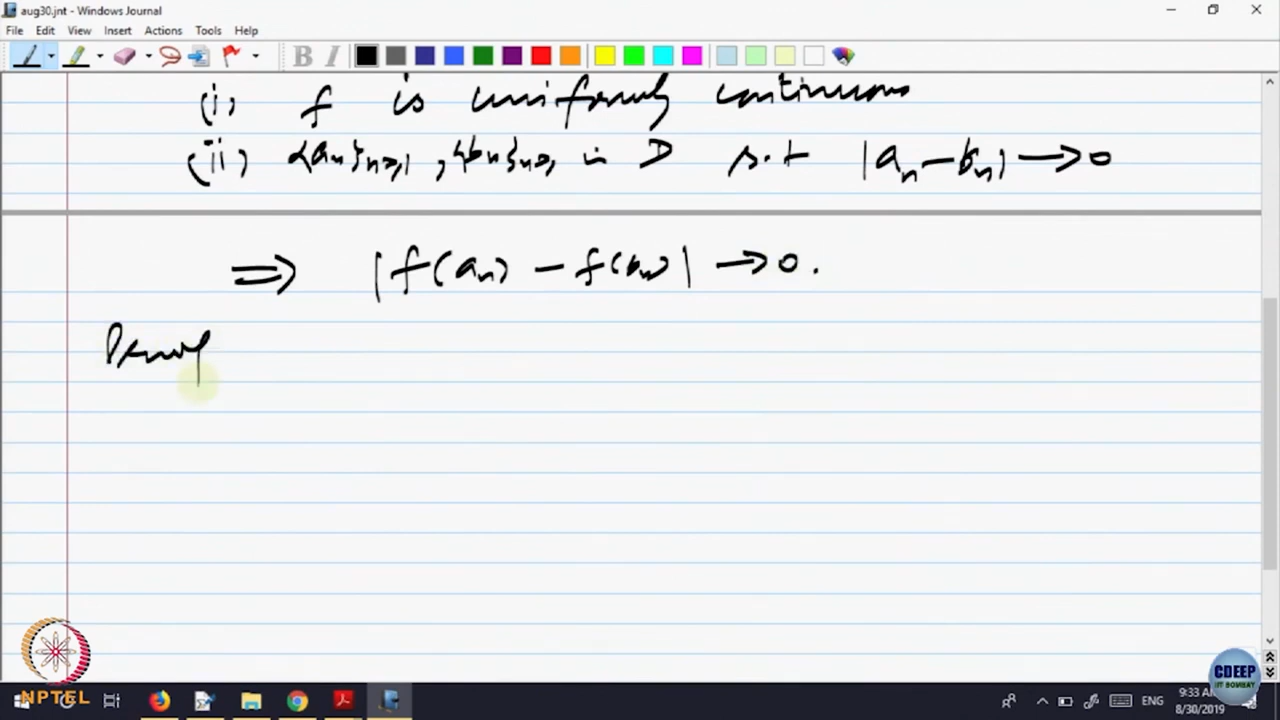 aug30.jnt - Windows Journal
File Edit View Insert Actions Tools Help
B I
(i) f is uniformly continuous
(ii) {an}n≥1, {bn}n≥1 in D s.t |an - bn| → 0
⇒ |f(an) - f(bn)| → 0.
Proof
NPTEL
CDEEP
IIT BOMBAY
ENG
9:33 AM
8/30/2019